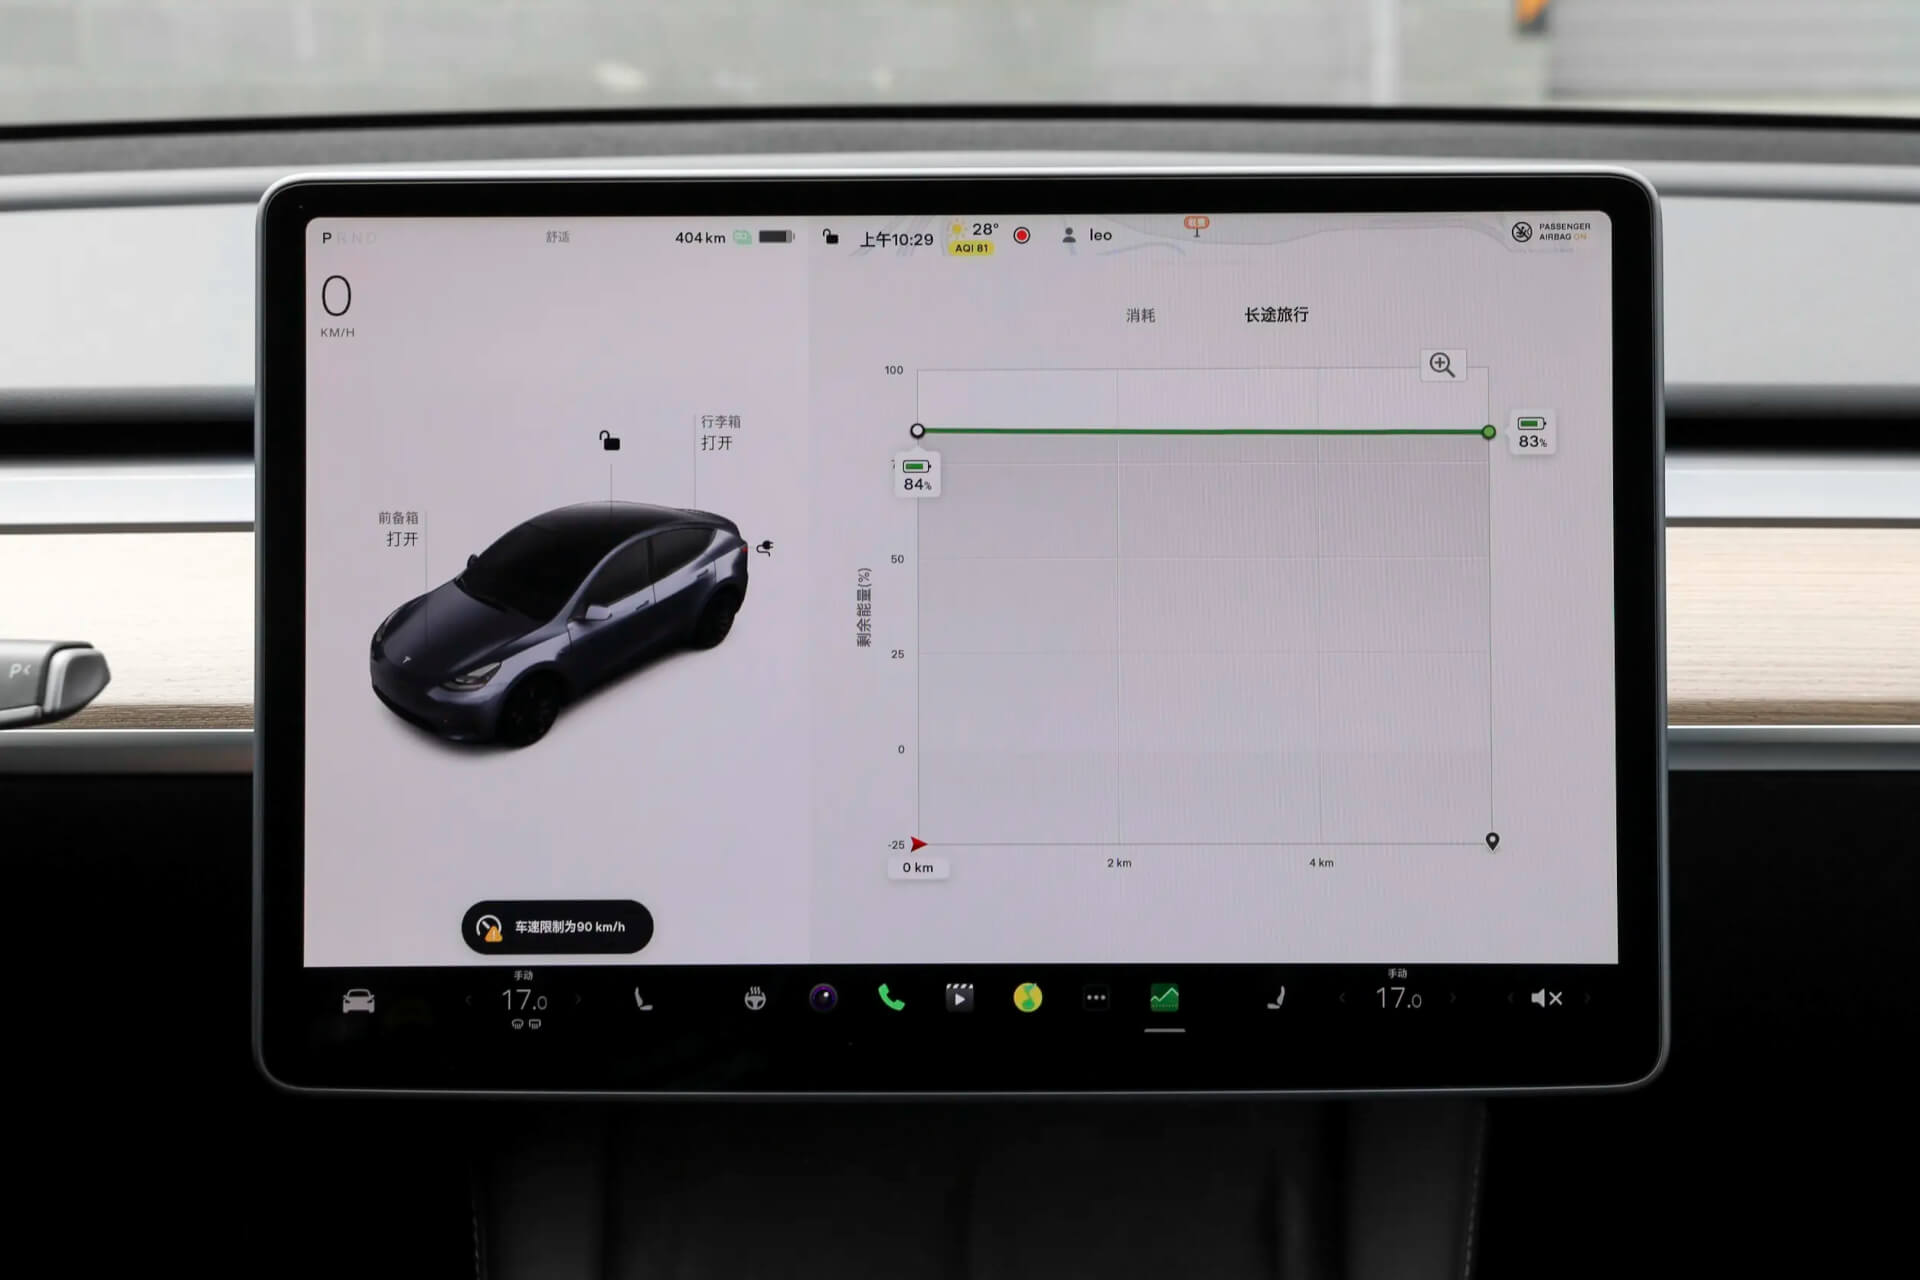 P R N D
舒适
404 km
上午10:29
28°
AQI 81
leo
PASSENGER
AIRBAG ON
0
KM/H
消耗
长途旅行
行李箱
打开
前备箱
打开
100
84%
83%
50
剩余能量(%)
25
0
-25
0 km
2 km
4 km
车速限制为90 km/h
手动
17.0
手动
17.0
P<